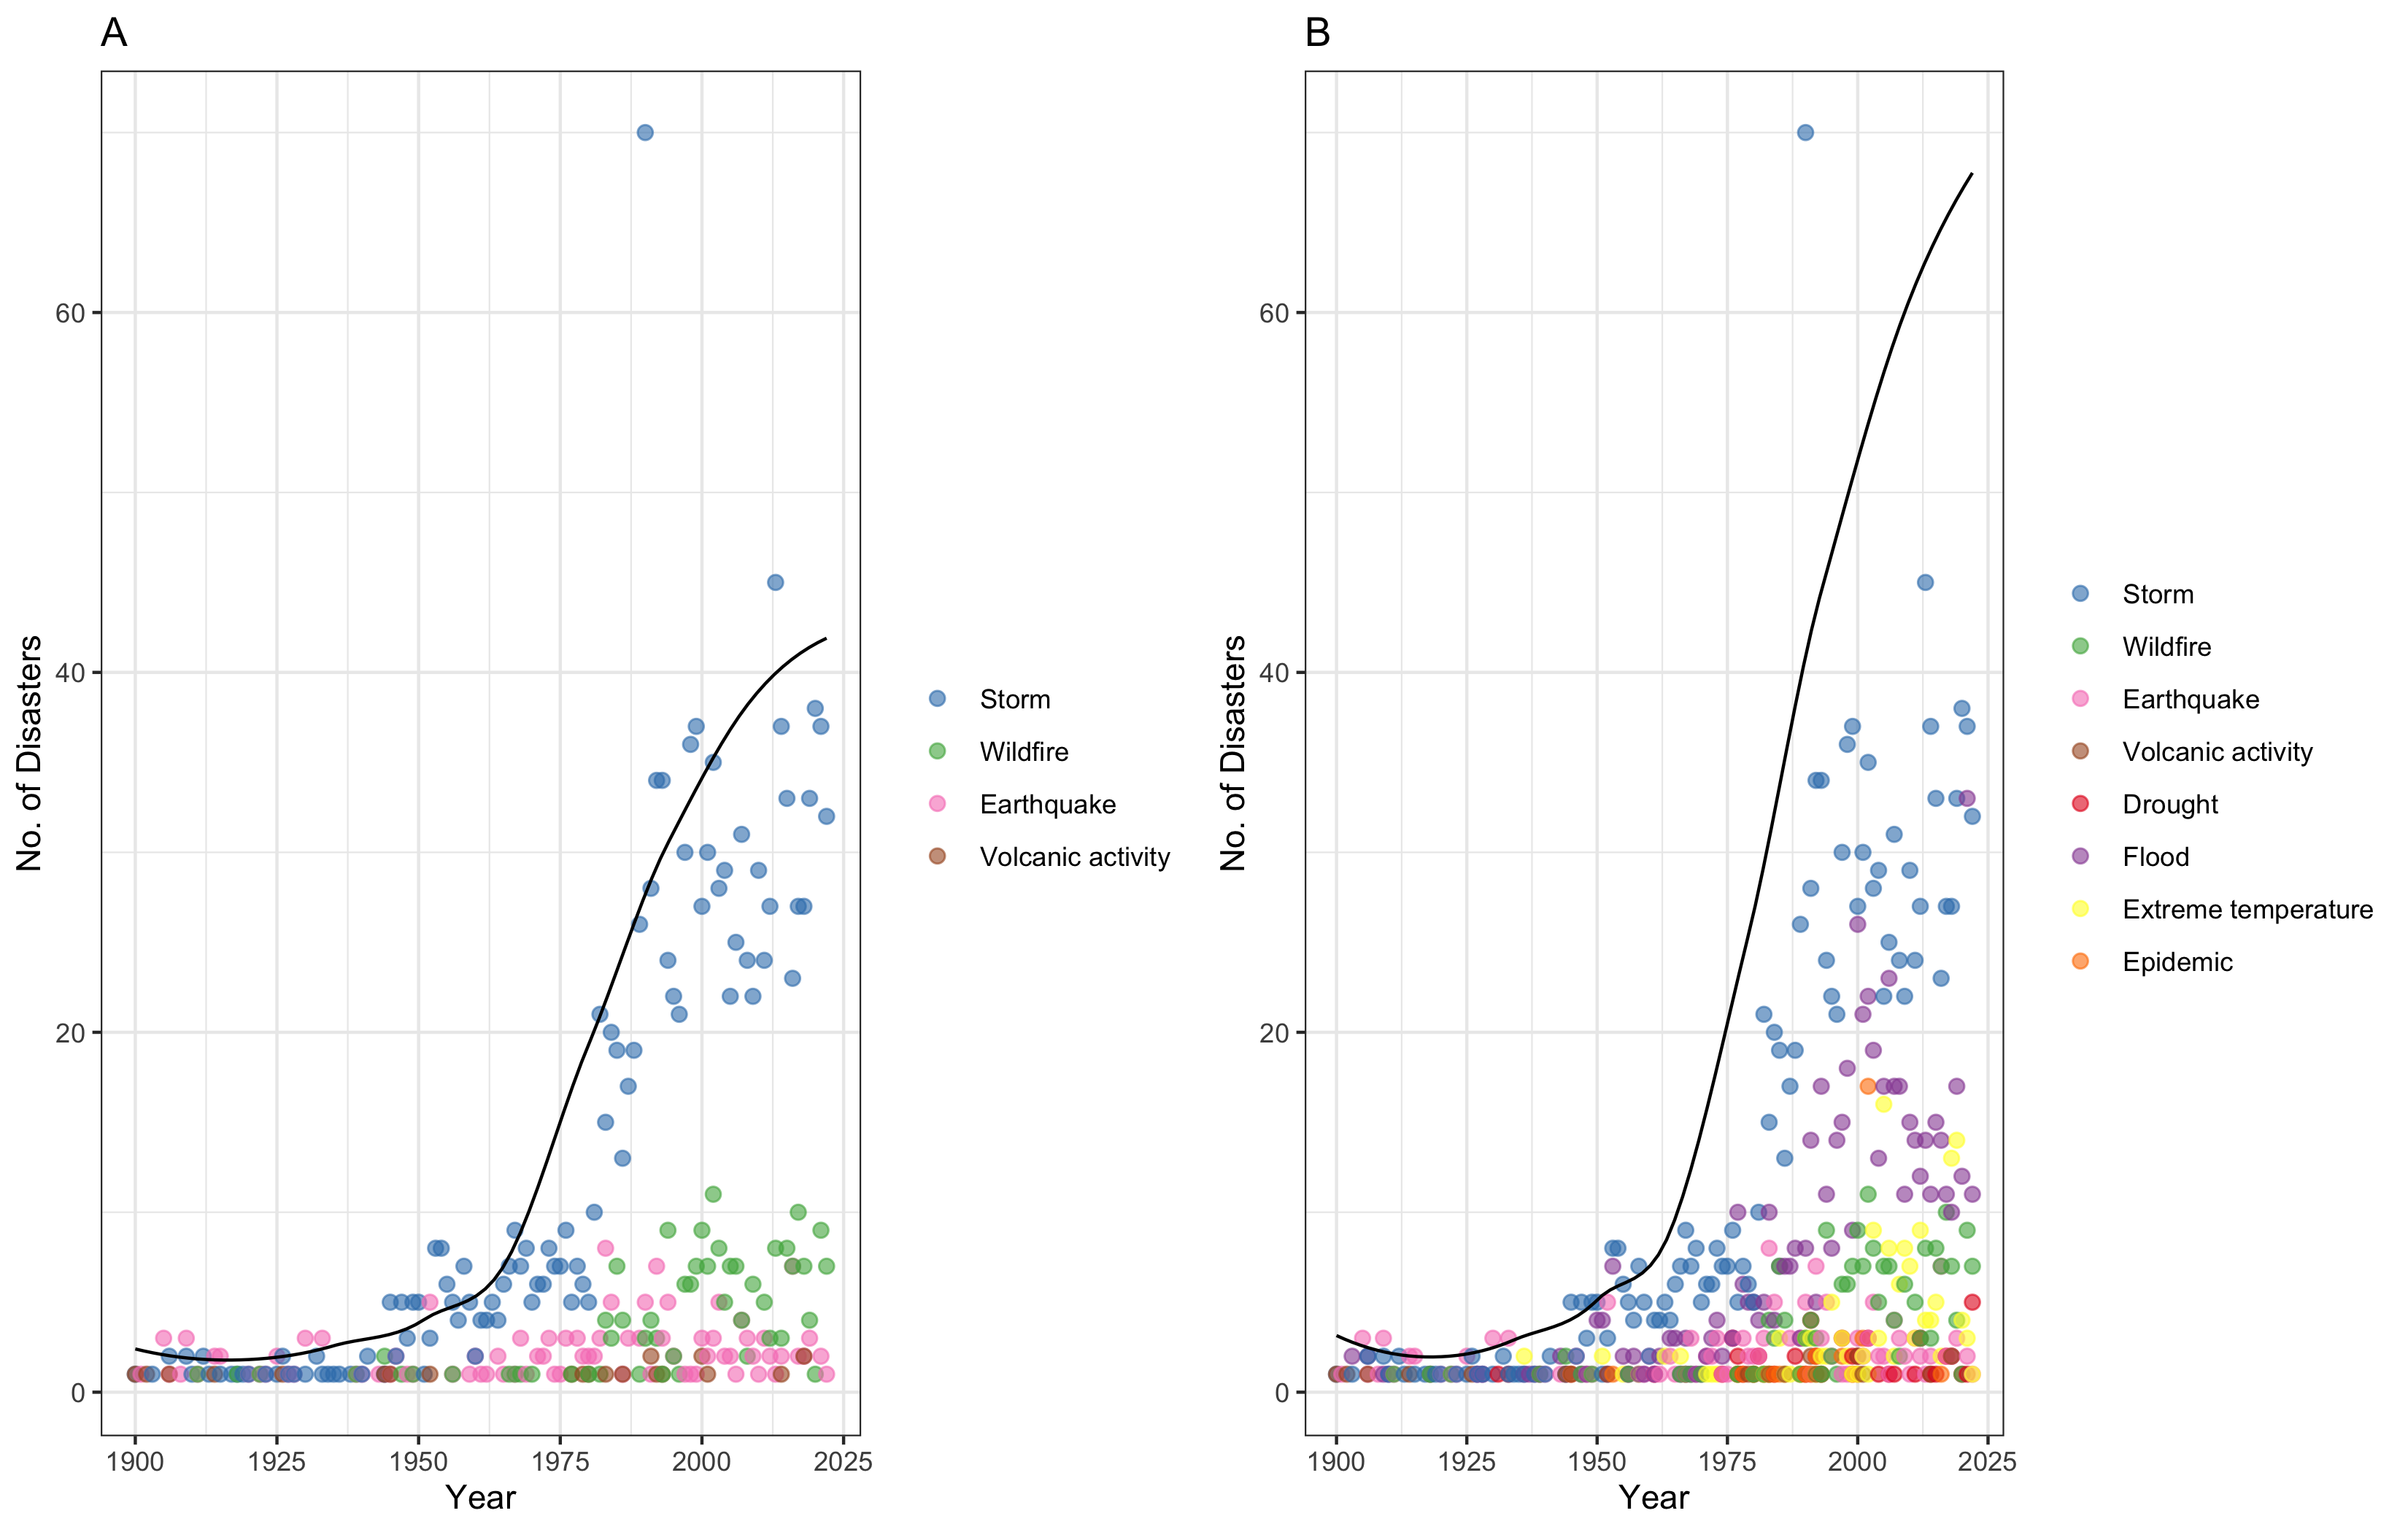 A
No. of Disasters
60
40
20
0
1900 1925 1950 1975 2000 2025
Year
Storm
Wildfire
Earthquake
Volcanic activity
B
No. of Disasters
60
40
20
0
1900 1925 1950 1975 2000 2025
Year
Storm
Wildfire
Earthquake
Volcanic activity
Drought
Flood
Extreme temperature
Epidemic